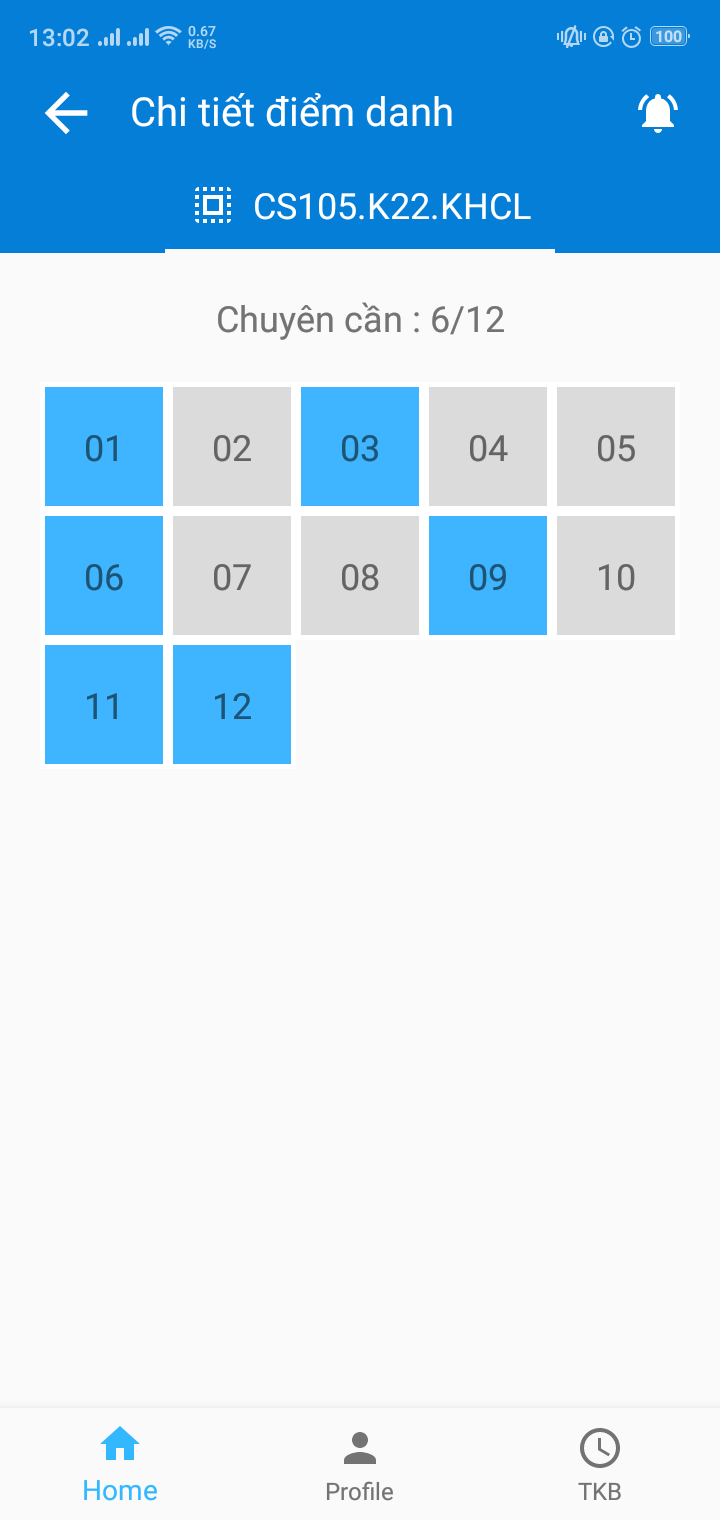 13:02 0.67 KB/S 100
Chi tiết điểm danh
CS105.K22.KHCL
Chuyên cần : 6/12
01 02 03 04 05
06 07 08 09 10
11 12
Home Profile TKB